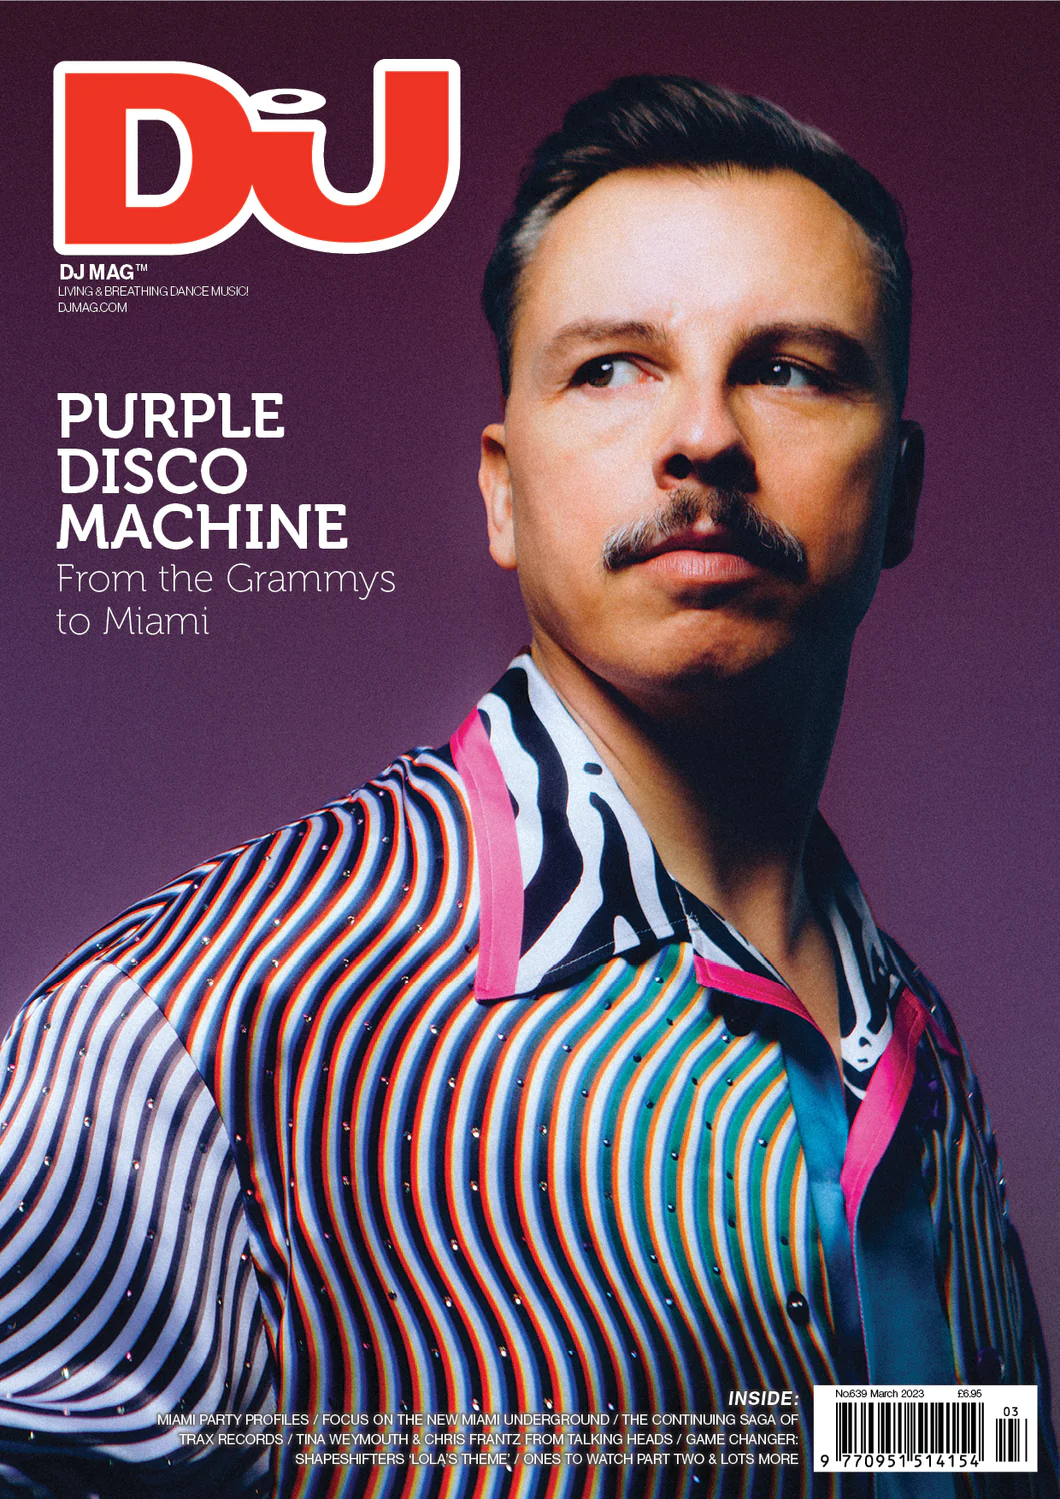 DJ
DJ MAG™
LIVING & BREATHING DANCE MUSIC!
DJMAG.COM
PURPLE
DISCO
MACHINE
From the Grammys
to Miami
INSIDE:
MIAMI PARTY PROFILES / FOCUS ON THE NEW MIAMI UNDERGROUND / THE CONTINUING SAGA OF
TRAX RECORDS / TINA WEYMOUTH & CHRIS FRANTZ FROM TALKING HEADS / GAME CHANGER:
SHAPESHIFTERS ‘LOLA’S THEME’ / ONES TO WATCH PART TWO & LOTS MORE
No639 March 2023 £6.95
03
9 770951 514154